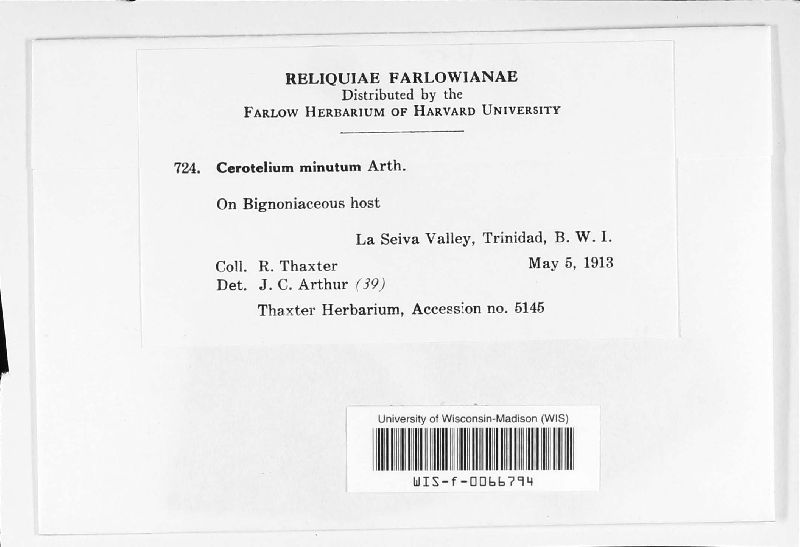 RELIQUIAE FARLOWIANAE
Distributed by the
FARLOW HERBARIUM OF HARVARD UNIVERSITY
724. Cerotelium minutum Arth.
On Bignoniaceous host
La Seiva Valley, Trinidad, B. W. I.
Coll. R. Thaxter May 5, 1913
Det. J. C. Arthur (39)
Thaxter Herbarium, Accession no. 5145
University of Wisconsin-Madison (WIS)
WIS-f-0066794